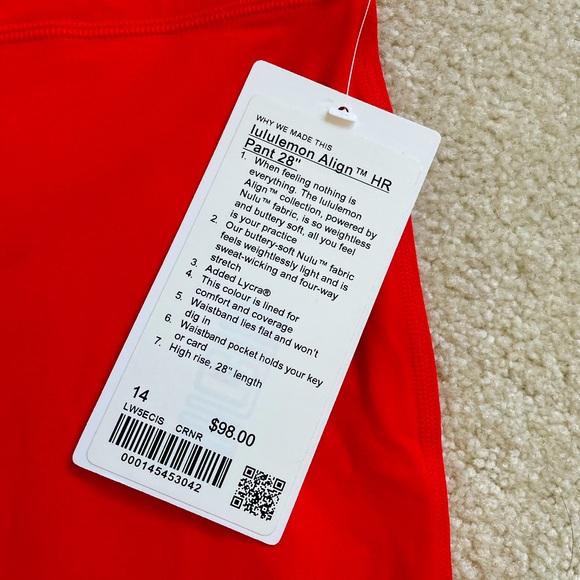 WHY WE MADE THIS
lululemon Align™ HR
Pant 28"
1. When feeling nothing is
everything. The lululemon
Align™ collection, powered by
Nulu™ fabric, is so weightless
and buttery soft, all you feel
is your practice
2. Our buttery-soft Nulu™ fabric
feels weightlessly light and is
sweat-wicking and four-way
stretch
3. Added Lycra®
4. This colour is lined for
comfort and coverage
5. Waistband lies flat and won't
dig in
6. Waistband pocket holds your key
or card
7. High rise, 28" length
14
LW5ECIS CRNR $98.00
000145453042